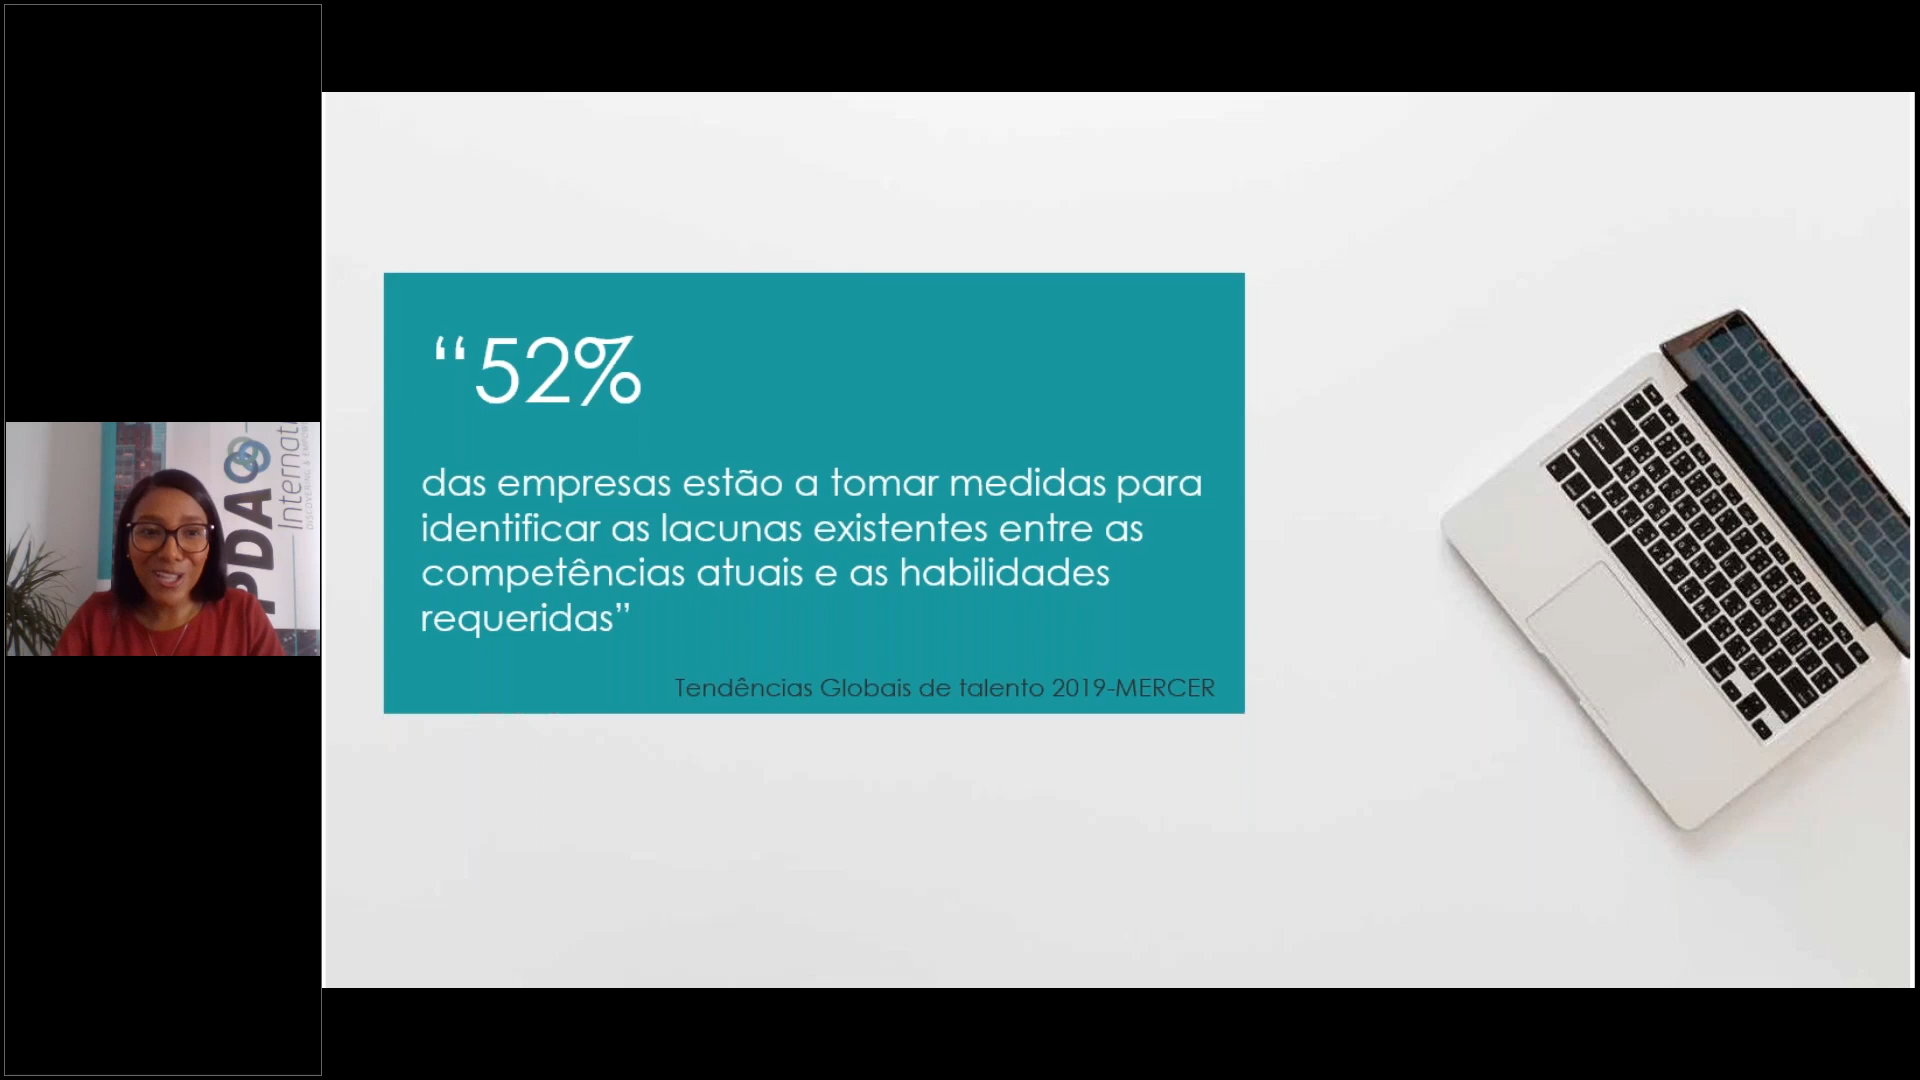 PDA
Internati
“52%
das empresas estão a tomar medidas para
identificar as lacunas existentes entre as
competências atuais e as habilidades
requeridas”
Tendências Globais de talento 2019-MERCER